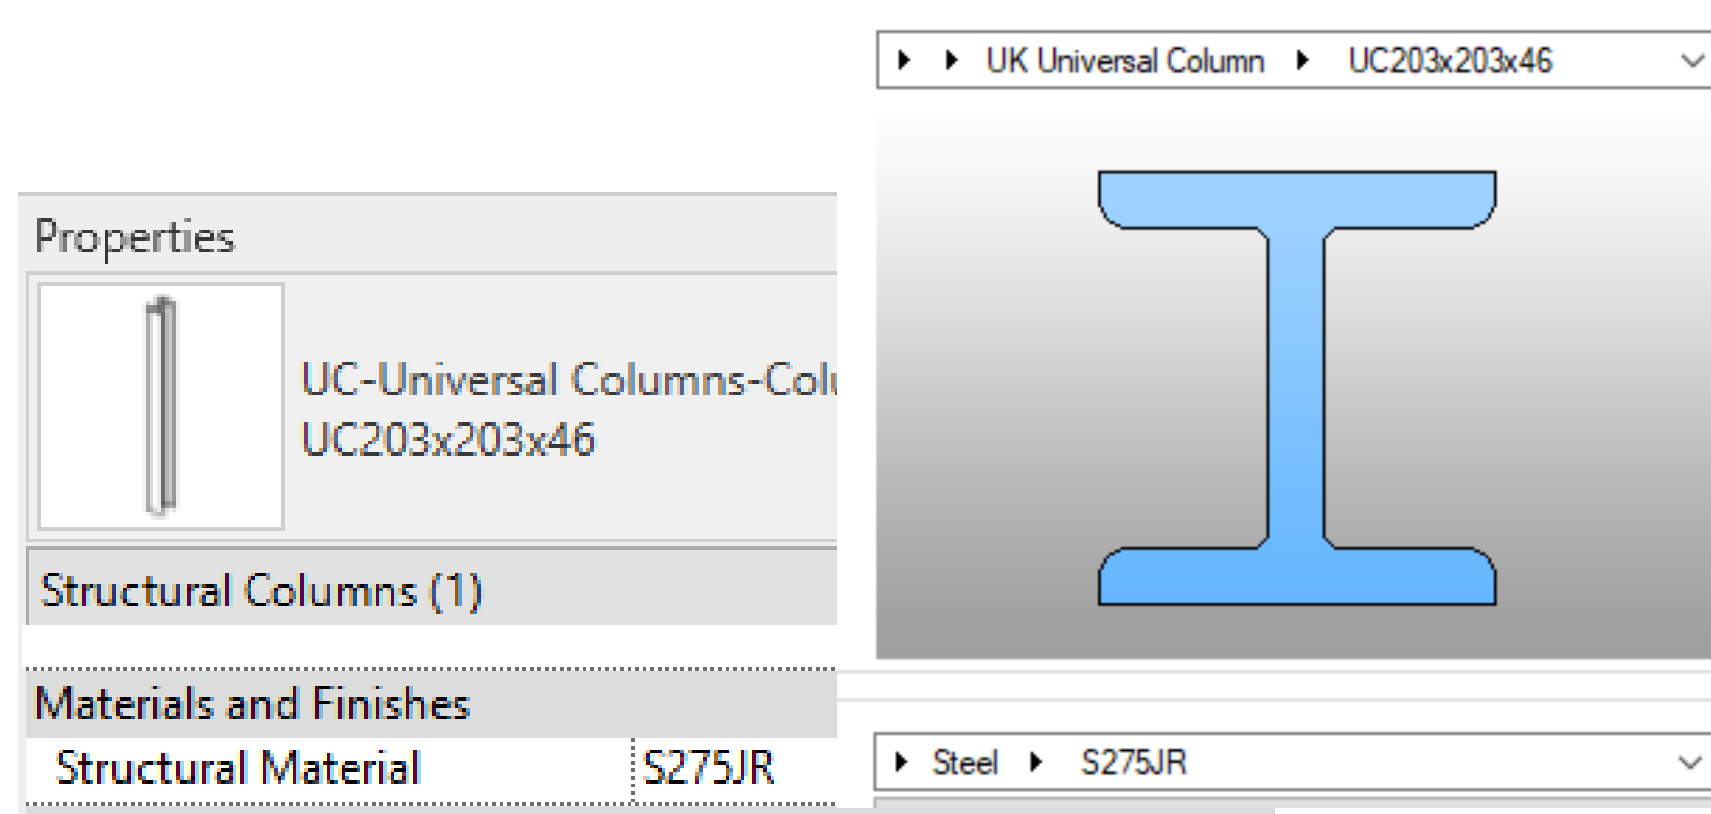 Properties
UC-Universal Columns-Colu
UC203x203x46
Structural Columns (1)
Materials and Finishes
Structural Material S275JR
UK Universal Column UC203x203x46
Steel S275JR